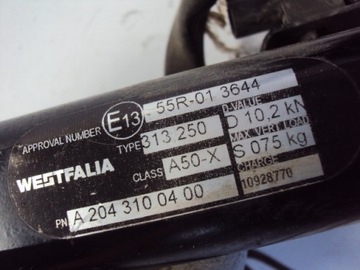 APPROVAL NUMBER E13 - 55R-01 3644
TYPE 313 250 D-VALUE D 10,2 kN
WESTFALIA CLASS A50-X MAX. VERT. LOAD S 075 kg
PN A 204 310 04 00 CHARGE 10928770